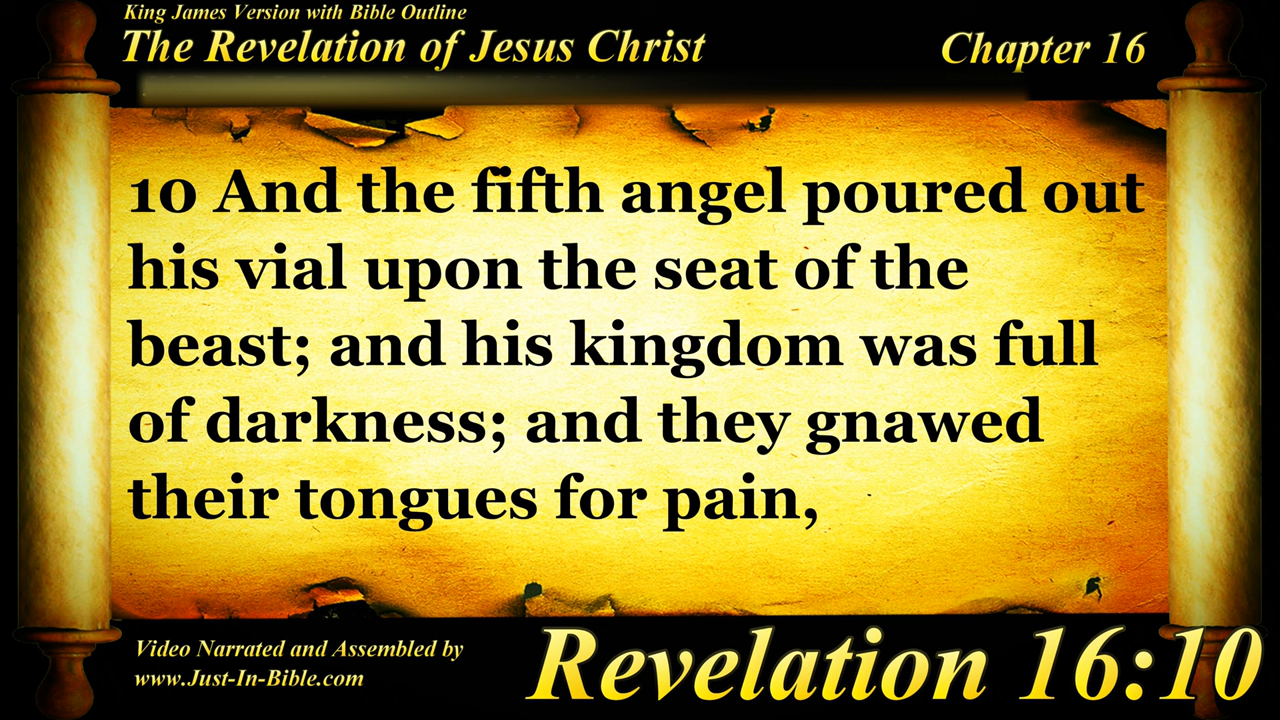 King James Version with Bible Outline
The Revelation of Jesus Christ
Chapter 16
10 And the fifth angel poured out
his vial upon the seat of the
beast; and his kingdom was full
of darkness; and they gnawed
their tongues for pain,
Video Narrated and Assembled by
www.Just-In-Bible.com
Revelation 16:10